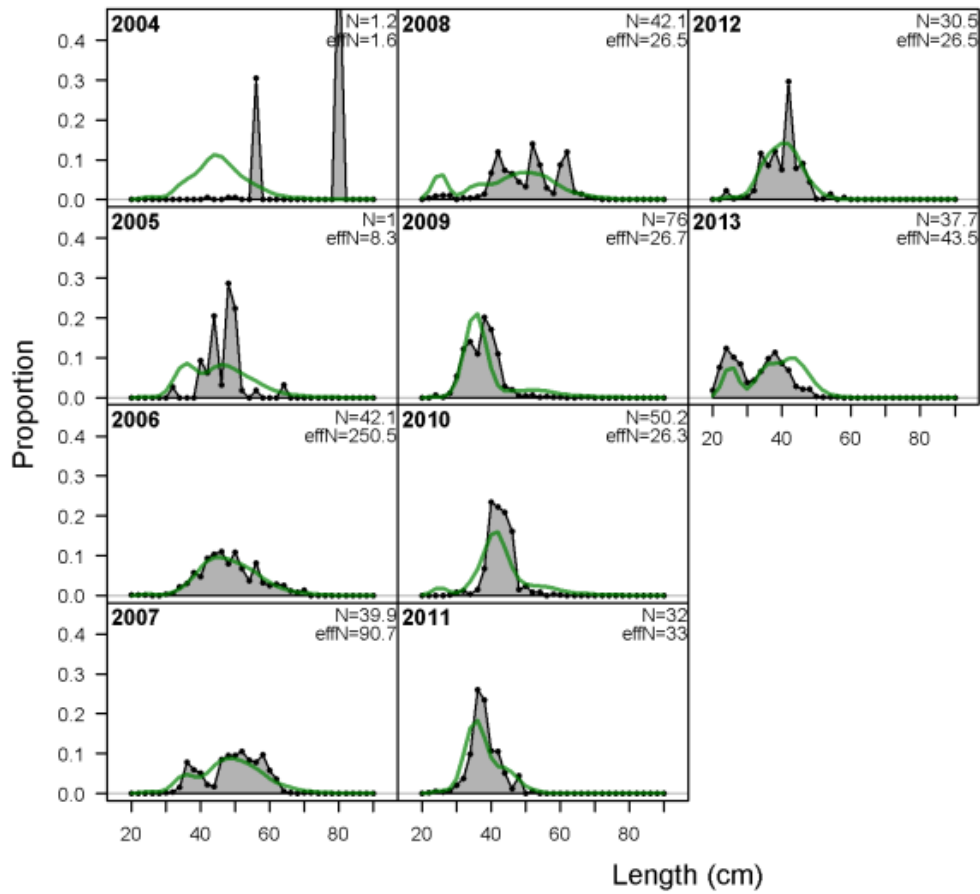 2004
N=1.2
effN=1.6
2008
N=42.1
effN=26.5
2012
N=30.5
effN=26.5
0.4
0.3
0.2
0.1
0.0
2005
N=1
effN=8.3
2009
N=76
effN=26.7
2013
N=37.7
effN=43.5
0.4
0.3
0.2
0.1
0.0
20 40 60 80
2006
N=42.1
effN=250.5
2010
N=50.2
effN=26.3
0.4
0.3
0.2
0.1
0.0
2007
N=39.9
effN=90.7
2011
N=32
effN=33
0.4
0.3
0.2
0.1
0.0
20 40 60 80
20 40 60 80
Proportion
Length (cm)